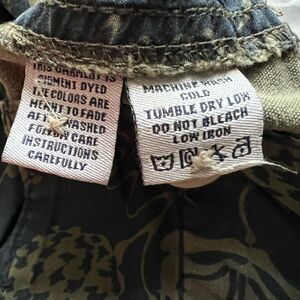 THIS GARMENT IS
PIGMENT DYED
THE COLORS ARE
MEANT TO FADE
AFTER WASHED
FOLLOW CARE
INSTRUCTIONS
CAREFULLY
MACHINE WASH
COLD
TUMBLE DRY LOW
DO NOT BLEACH
LOW IRON